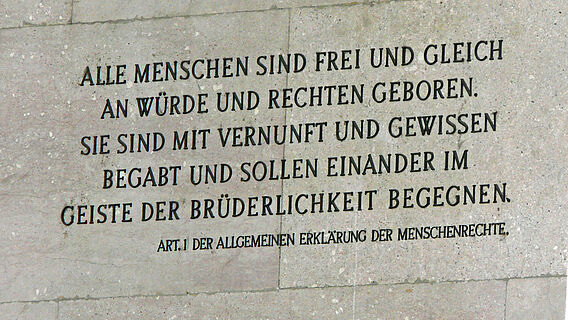 ALLE MENSCHEN SIND FREI UND GLEICH
AN WÜRDE UND RECHTEN GEBOREN.
SIE SIND MIT VERNUNFT UND GEWISSEN
BEGABT UND SOLLEN EINANDER IM
GEISTE DER BRÜDERLICHKEIT BEGEGNEN.
ART. 1 DER ALLGEMEINEN ERKLÄRUNG DER MENSCHENRECHTE.